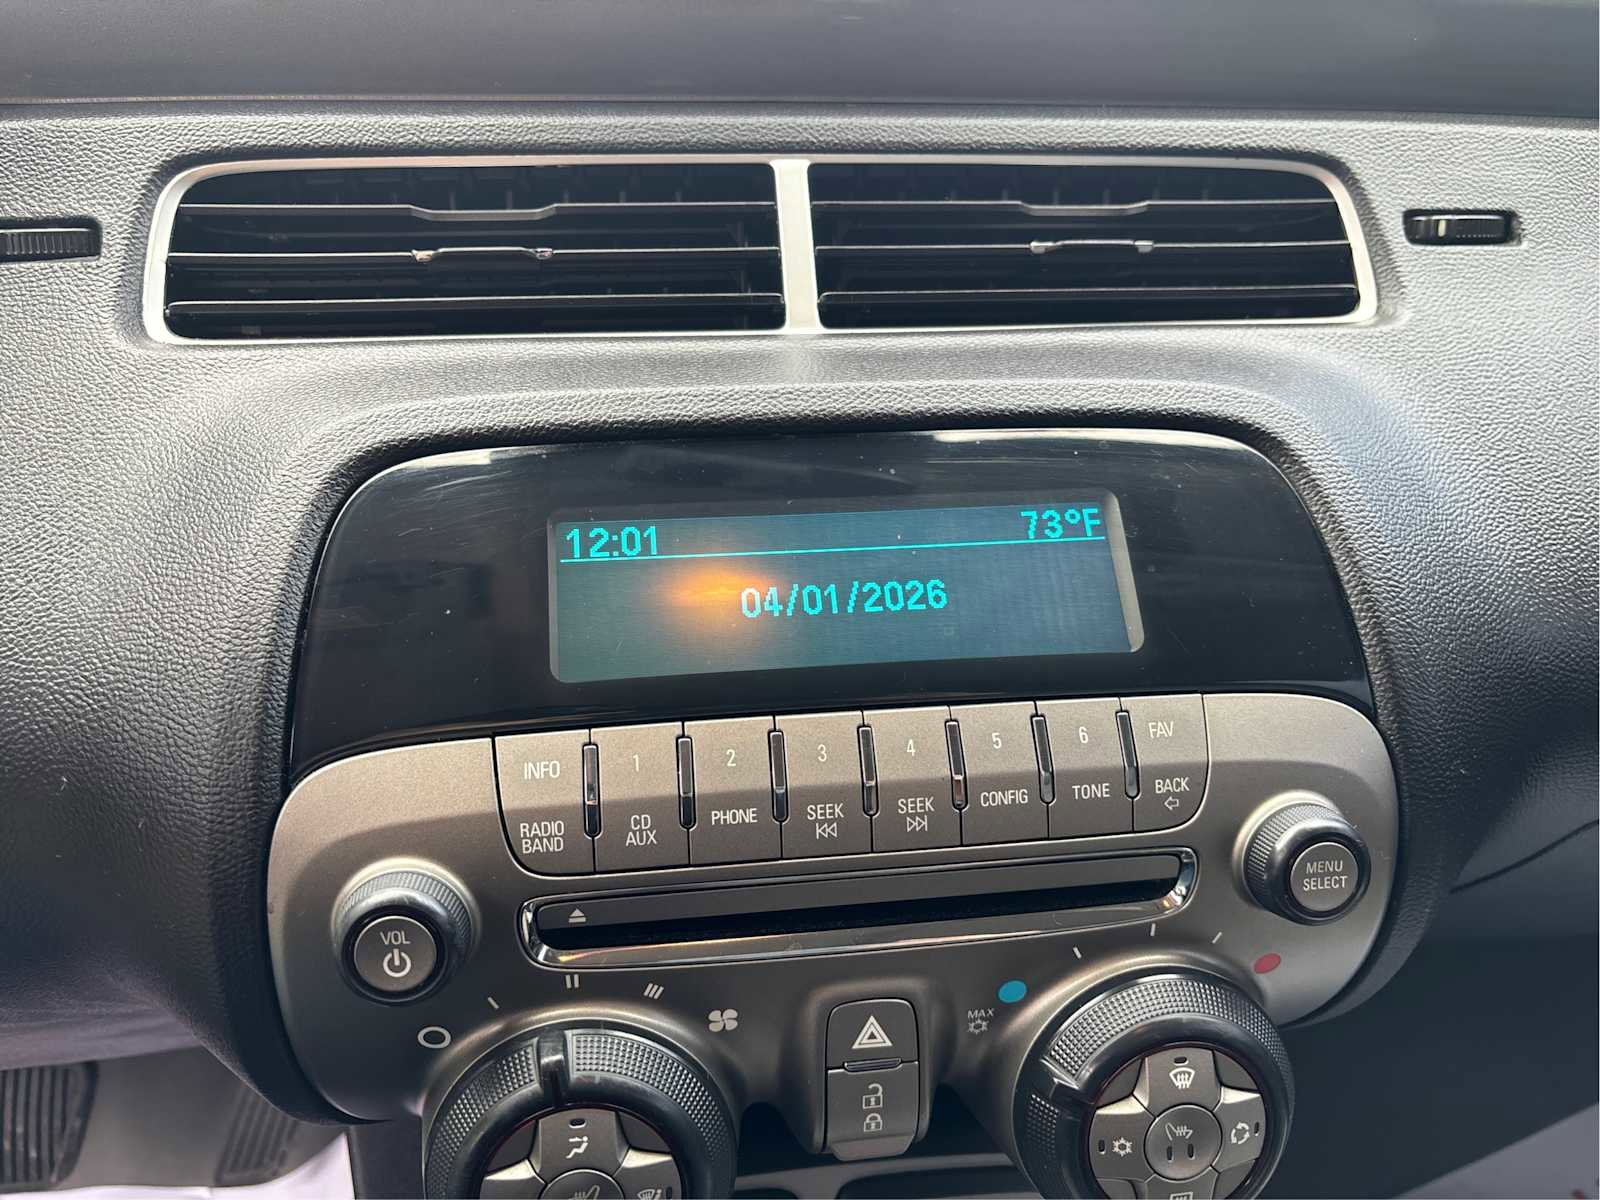 12:01 73°F
04/01/2026
INFO 1 2 3 4 5 6 FAV
RADIO BAND
CD AUX
PHONE
SEEK
SEEK
CONFIG
TONE
BACK
VOL
MENU SELECT
MAX